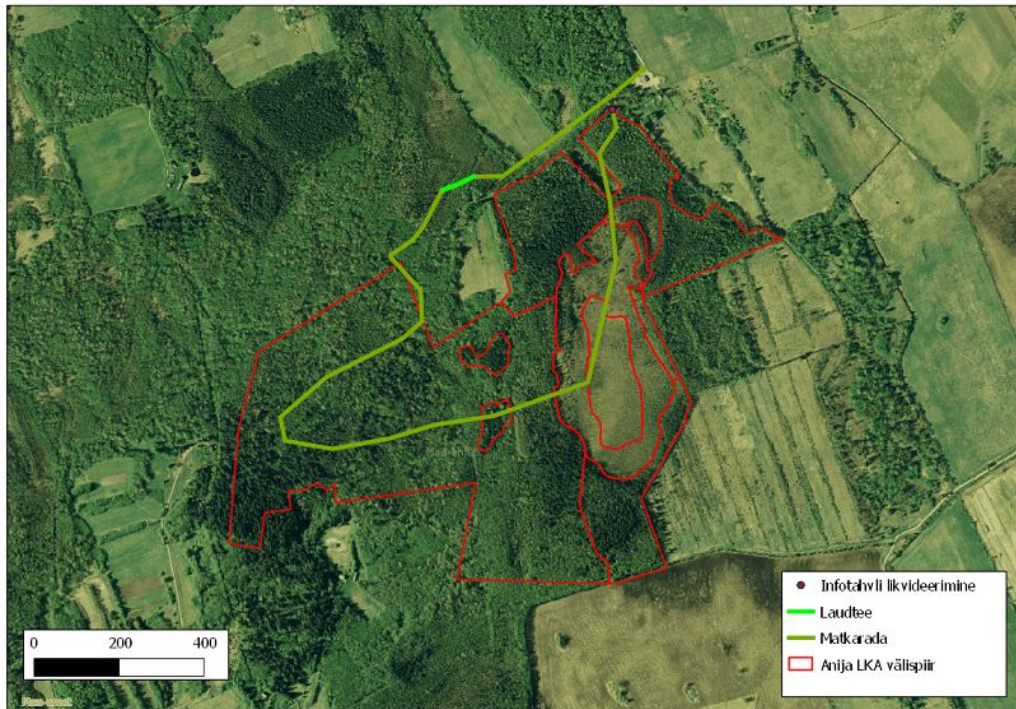 0 200 400
Infotahvli likvideerimine
Laudtee
Matkarada
Anija LKA välispiir